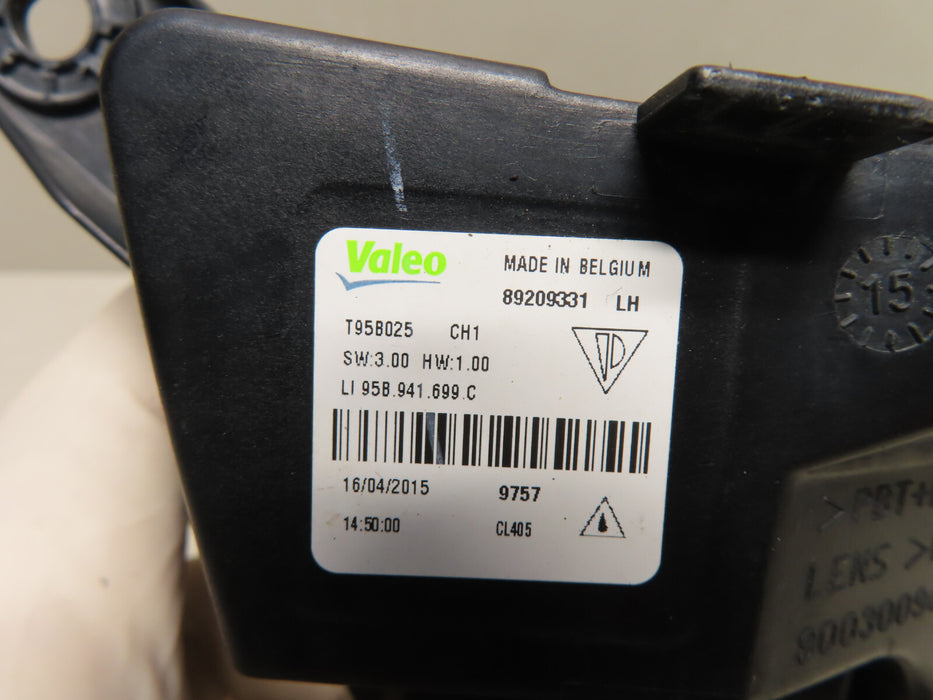 Valeo
MADE IN BELGIUM
89209331 LH
T95B025 CH1
SW:3.00 HW:1.00
LI 95B.941.699.C
16/04/2015 9757
14:50:00 CL405
15
LENS >